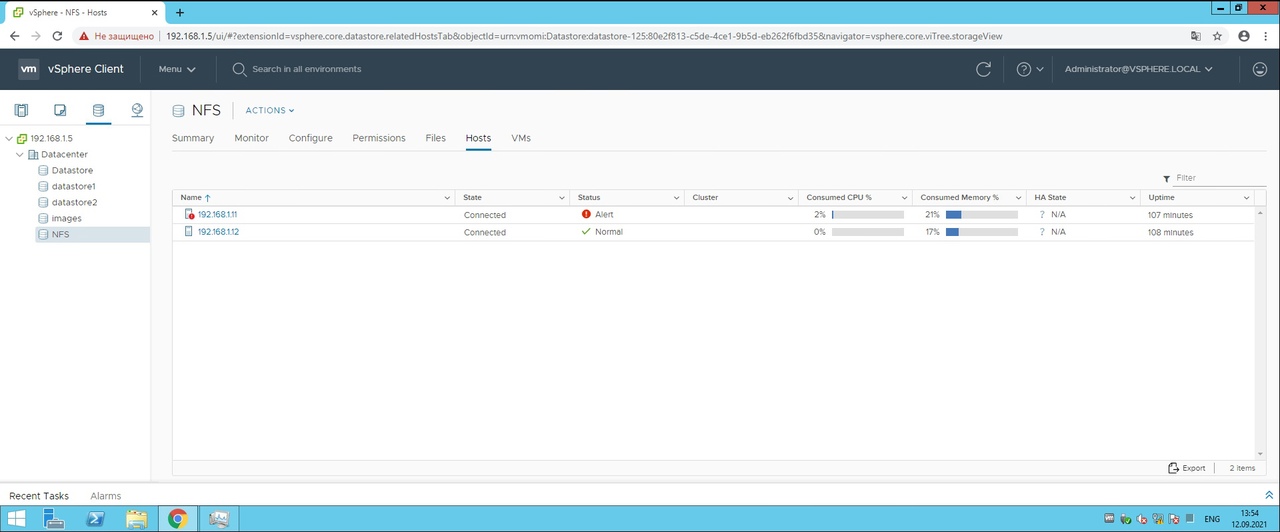 vSphere - NFS - Hosts
Не защищено 192.168.1.5/ui/#?extensionId=vsphere.core.datastore.relatedHostsTab&objectId=urn:vmomi:Datastore:datastore-125:80e2f813-c5de-4ce1-9b5d-eb262f6fbd35&navigator=vsphere.core.viTree.storageView
vm vSphere Client Menu Search in all environments Administrator@VSPHERE.LOCAL
NFS ACTIONS
Summary Monitor Configure Permissions Files Hosts VMs
192.168.1.5
Datacenter
Datastore
datastore1
datastore2
images
NFS
Filter
Name State Status Cluster Consumed CPU % Consumed Memory % HA State Uptime
192.168.1.11 Connected Alert 2% 21% ? N/A 107 minutes
192.168.1.12 Connected Normal 0% 17% ? N/A 108 minutes
Export 2 items
Recent Tasks Alarms
ENG
13:54
12.09.2021